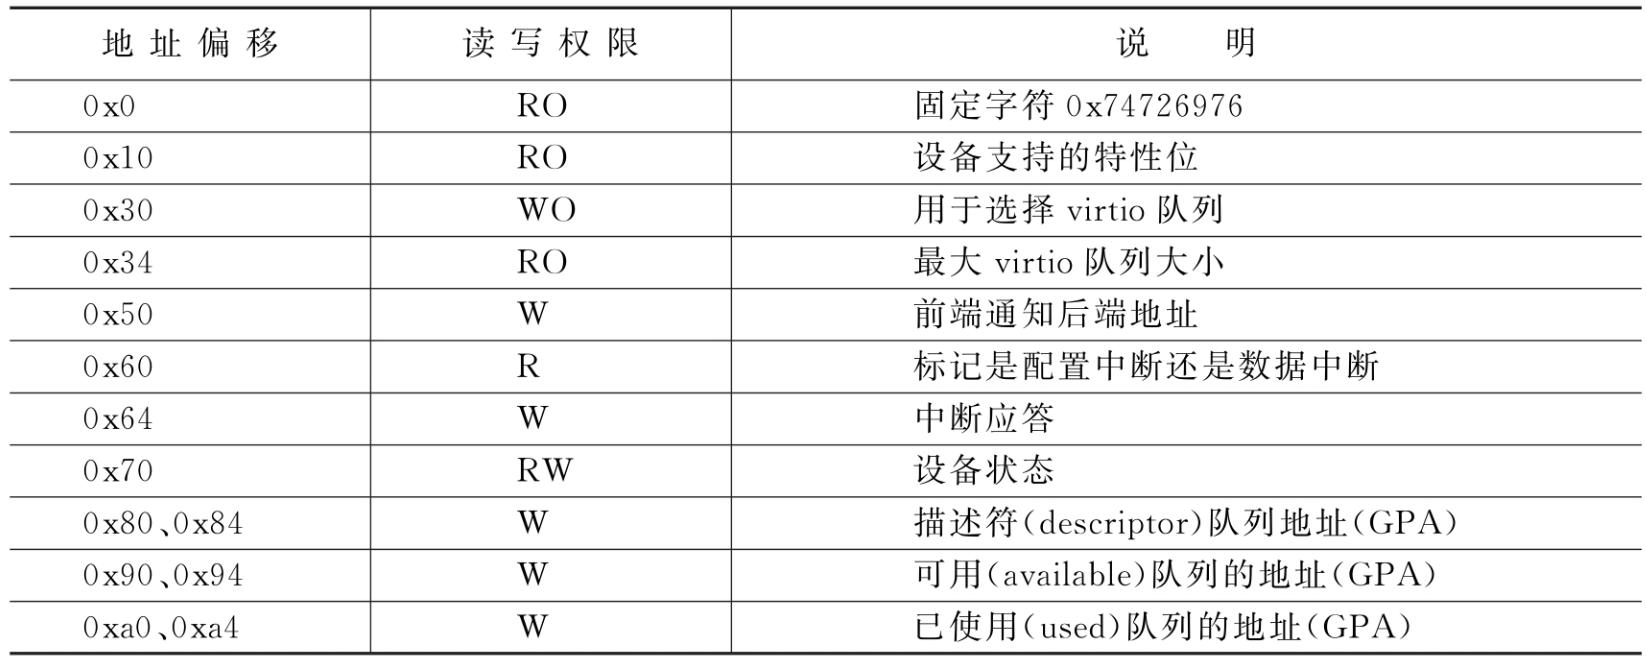 地址偏移 读写权限 说 明
0x0 RO 固定字符 0x74726976
0x10 RO 设备支持的特性位
0x30 WO 用于选择 virtio 队列
0x34 RO 最大 virtio 队列大小
0x50 W 前端通知后端地址
0x60 R 标记是配置中断还是数据中断
0x64 W 中断应答
0x70 RW 设备状态
0x80、0x84 W 描述符(descriptor)队列地址(GPA)
0x90、0x94 W 可用(available)队列的地址(GPA)
0xa0、0xa4 W 已使用(used)队列的地址(GPA)